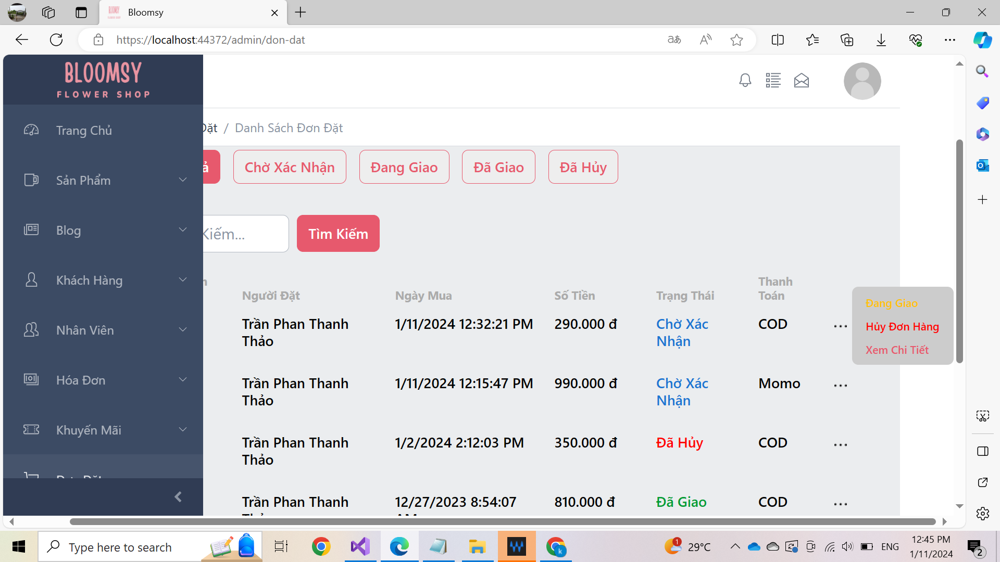 Bloomsy
https://localhost:44372/admin/don-dat
aあ
A
BLOOMSY
FLOWER SHOP
Trang Chủ
Sản Phẩm
Blog
Khách Hàng
Nhân Viên
Hóa Đơn
Khuyến Mãi
Đặt / Danh Sách Đơn Đặt
Chờ Xác Nhận
Đang Giao
Đã Giao
Đã Hủy
Kiếm...
Tìm Kiếm
Người Đặt Ngày Mua Số Tiền Trạng Thái Thanh
Toán
Trần Phan Thanh 1/11/2024 12:32:21 PM 290.000 đ Chờ Xác COD ...
Thảo Nhận
Đang Giao
Hủy Đơn Hàng
Xem Chi Tiết
Trần Phan Thanh 1/11/2024 12:15:47 PM 990.000 đ Chờ Xác Momo ...
Thảo Nhận
Trần Phan Thanh 1/2/2024 2:12:03 PM 350.000 đ Đã Hủy COD ...
Thảo
Trần Phan Thanh 12/27/2023 8:54:07 810.000 đ Đã Giao COD ...
Type here to search
1
29°C
ENG
12:45 PM
1/11/2024
2